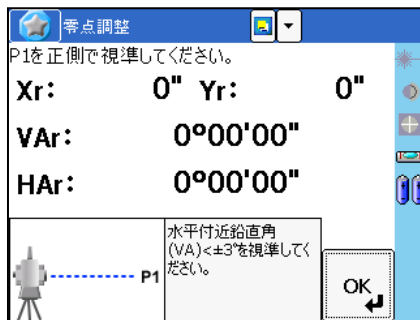 零点調整
P1を正側で視準してください。
Xr: 0" Yr: 0"
VAr: 0°00'00"
HAr: 0°00'00"
水平付近鉛直角
(VA)<±3°を視準してく
ださい。
P1
OK